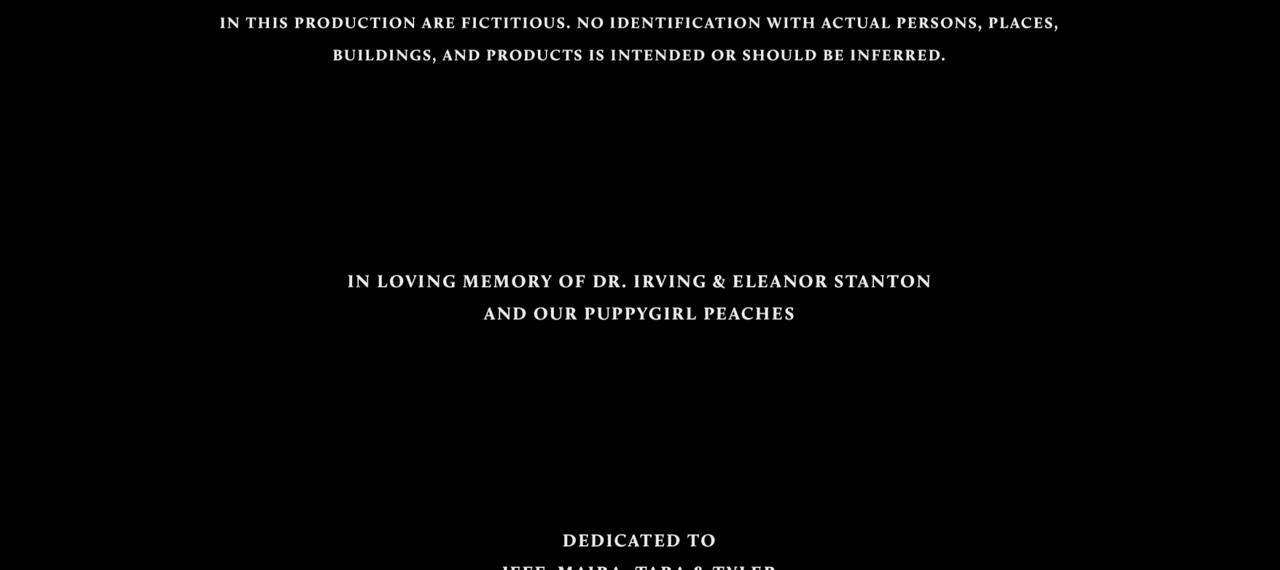 IN THIS PRODUCTION ARE FICTITIOUS. NO IDENTIFICATION WITH ACTUAL PERSONS, PLACES,
BUILDINGS, AND PRODUCTS IS INTENDED OR SHOULD BE INFERRED.
IN LOVING MEMORY OF DR. IRVING & ELEANOR STANTON
AND OUR PUPPYGIRL PEACHES
DEDICATED TO